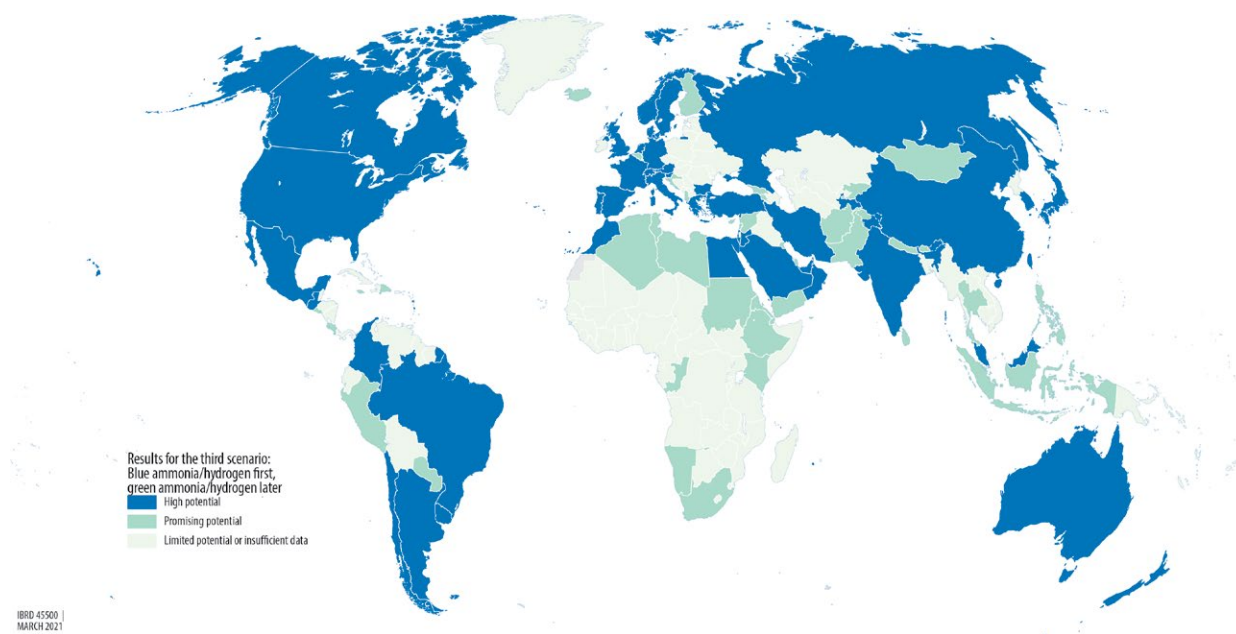 Results for the third scenario:
Blue ammonia/hydrogen first,
green ammonia/hydrogen later
High potential
Promising potential
Limited potential or insufficient data
IBRD 45500 |
MARCH 2021